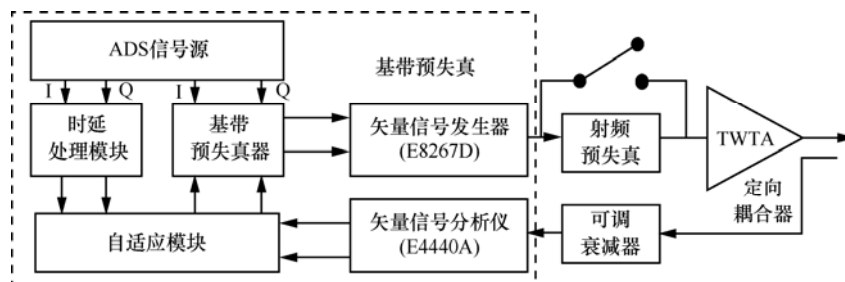 ADS信号源
I
Q
I
Q
基带预失真
时延
处理模块
基带
预失真器
矢量信号发生器
(E8267D)
射频
预失真
TWTA
定向
耦合器
自适应模块
矢量信号分析仪
(E4440A)
可调
衰减器